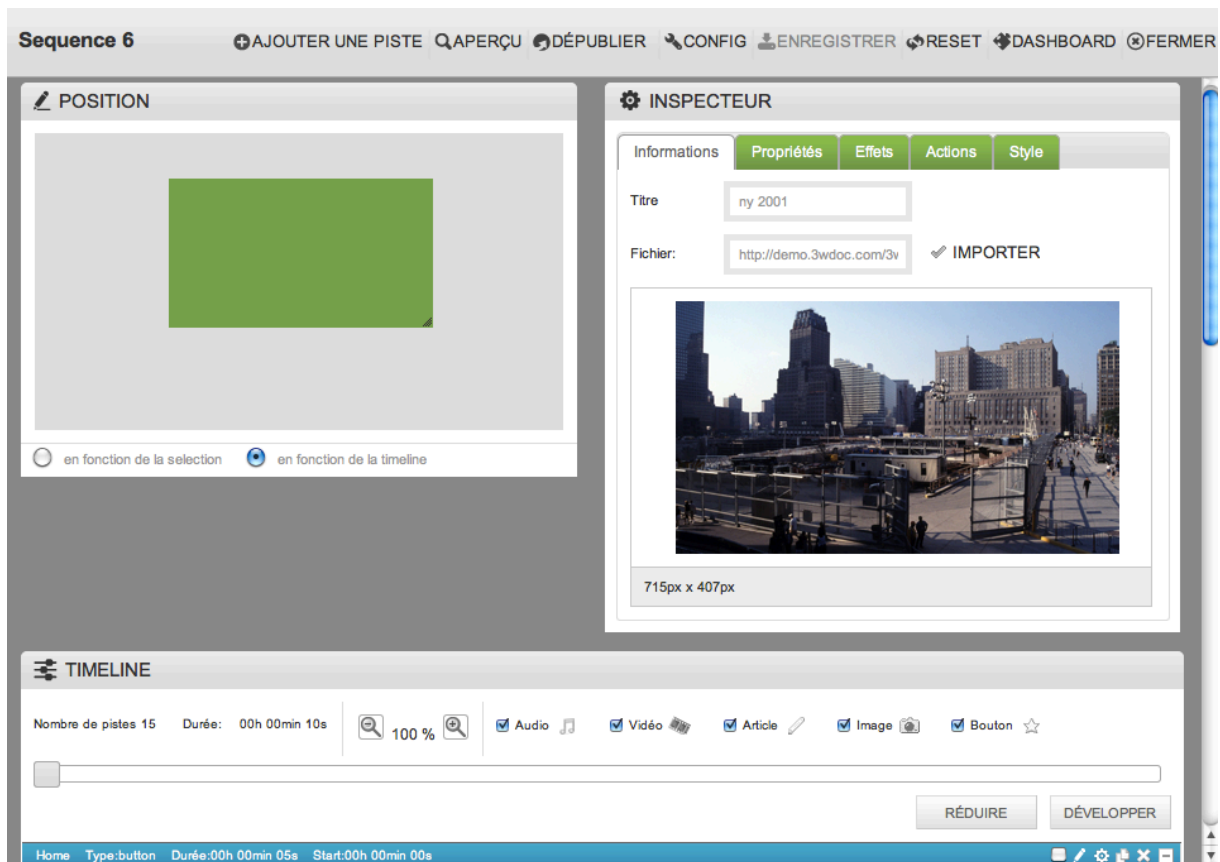 Sequence 6
AJOUTER UNE PISTE APERÇU DÉPUBLIER CONFIG ENREGISTRER RESET DASHBOARD FERMER
POSITION
en fonction de la selection en fonction de la timeline
INSPECTEUR
Informations Propriétés Effets Actions Style
Titre ny 2001
Fichier: http://demo.3wdoc.com/3v IMPORTER
715px x 407px
TIMELINE
Nombre de pistes 15 Durée: 00h 00min 10s 100 % Audio Vidéo Article Image Bouton
RÉDUIRE DÉVELOPPER
Home Type:button Durée:00h 00min 05s Start:00h 00min 00s